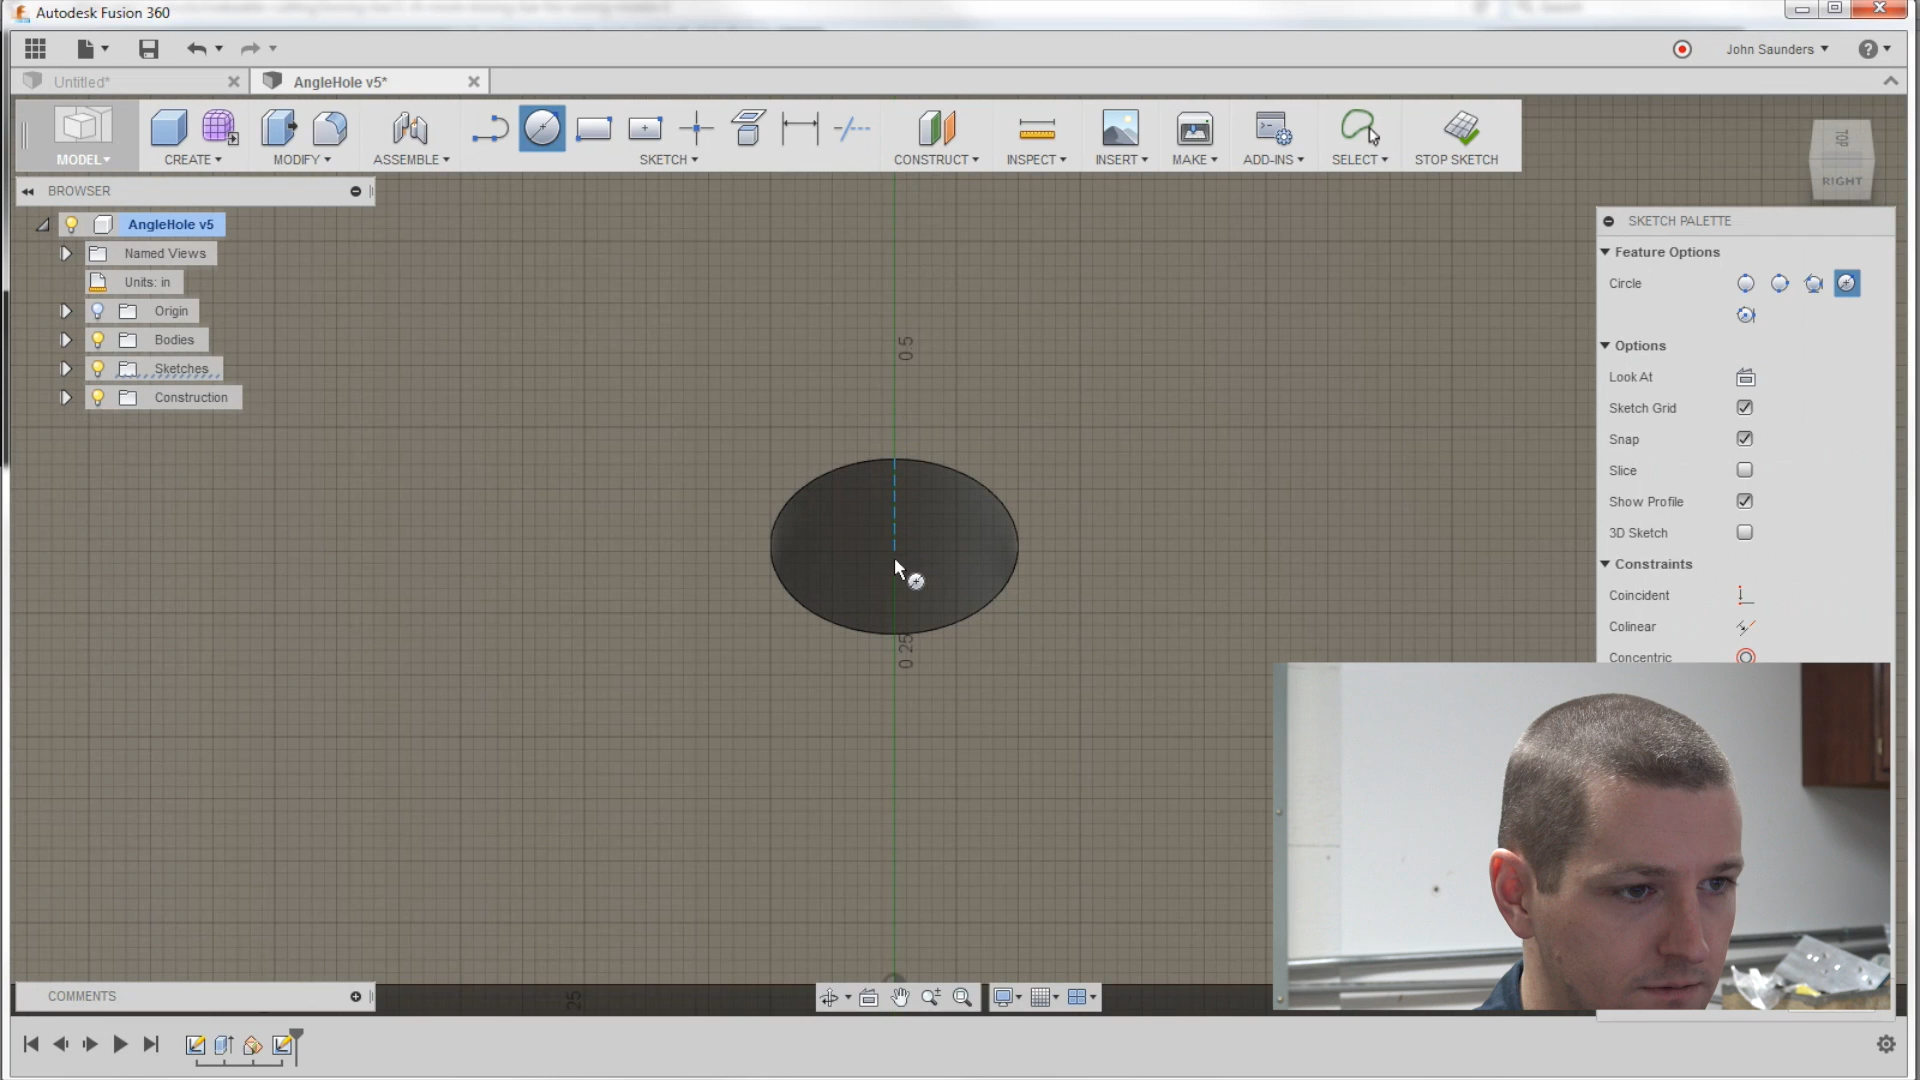 Autodesk Fusion 360
John Saunders
Untitled*
AngleHole v5*
MODEL
CREATE
MODIFY
ASSEMBLE
SKETCH
CONSTRUCT
INSPECT
INSERT
MAKE
ADD-INS
SELECT
STOP SKETCH
TOP
RIGHT
BROWSER
AngleHole v5
Named Views
Units: in
Origin
Bodies
Sketches
Construction
0.5
0.25
25
SKETCH PALETTE
Feature Options
Circle
Options
Look At
Sketch Grid
Snap
Slice
Show Profile
3D Sketch
Constraints
Coincident
Colinear
Concentric
COMMENTS